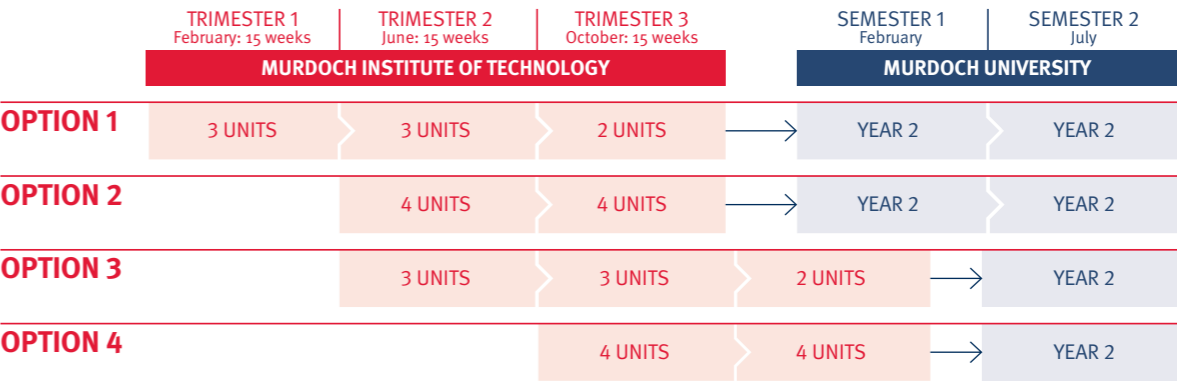 TRIMESTER 1 TRIMESTER 2 TRIMESTER 3 SEMESTER 1 SEMESTER 2
February: 15 weeks June: 15 weeks October: 15 weeks February July
MURDOCH INSTITUTE OF TECHNOLOGY MURDOCH UNIVERSITY
OPTION 1 3 UNITS 3 UNITS 2 UNITS YEAR 2 YEAR 2
OPTION 2 4 UNITS 4 UNITS YEAR 2 YEAR 2
OPTION 3 3 UNITS 3 UNITS 2 UNITS YEAR 2
OPTION 4 4 UNITS 4 UNITS YEAR 2